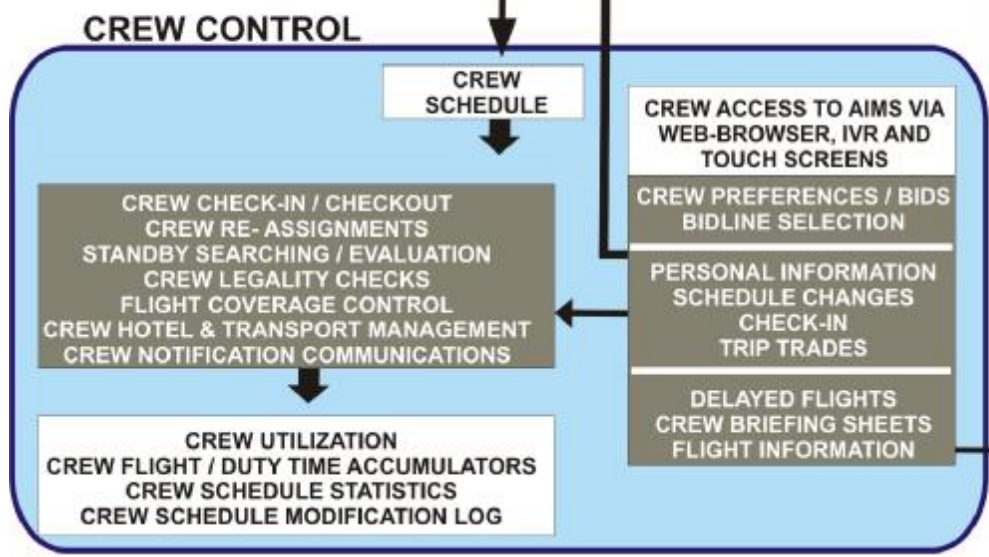 CREW CONTROL
CREW
SCHEDULE
CREW CHECK-IN / CHECKOUT
CREW RE- ASSIGNMENTS
STANDBY SEARCHING / EVALUATION
CREW LEGALITY CHECKS
FLIGHT COVERAGE CONTROL
CREW HOTEL & TRANSPORT MANAGEMENT
CREW NOTIFICATION COMMUNICATIONS
CREW UTILIZATION
CREW FLIGHT / DUTY TIME ACCUMULATORS
CREW SCHEDULE STATISTICS
CREW SCHEDULE MODIFICATION LOG
CREW ACCESS TO AIMS VIA
WEB-BROWSER, IVR AND
TOUCH SCREENS
CREW PREFERENCES / BIDS
BIDLINE SELECTION
PERSONAL INFORMATION
SCHEDULE CHANGES
CHECK-IN
TRIP TRADES
DELAYED FLIGHTS
CREW BRIEFING SHEETS
FLIGHT INFORMATION